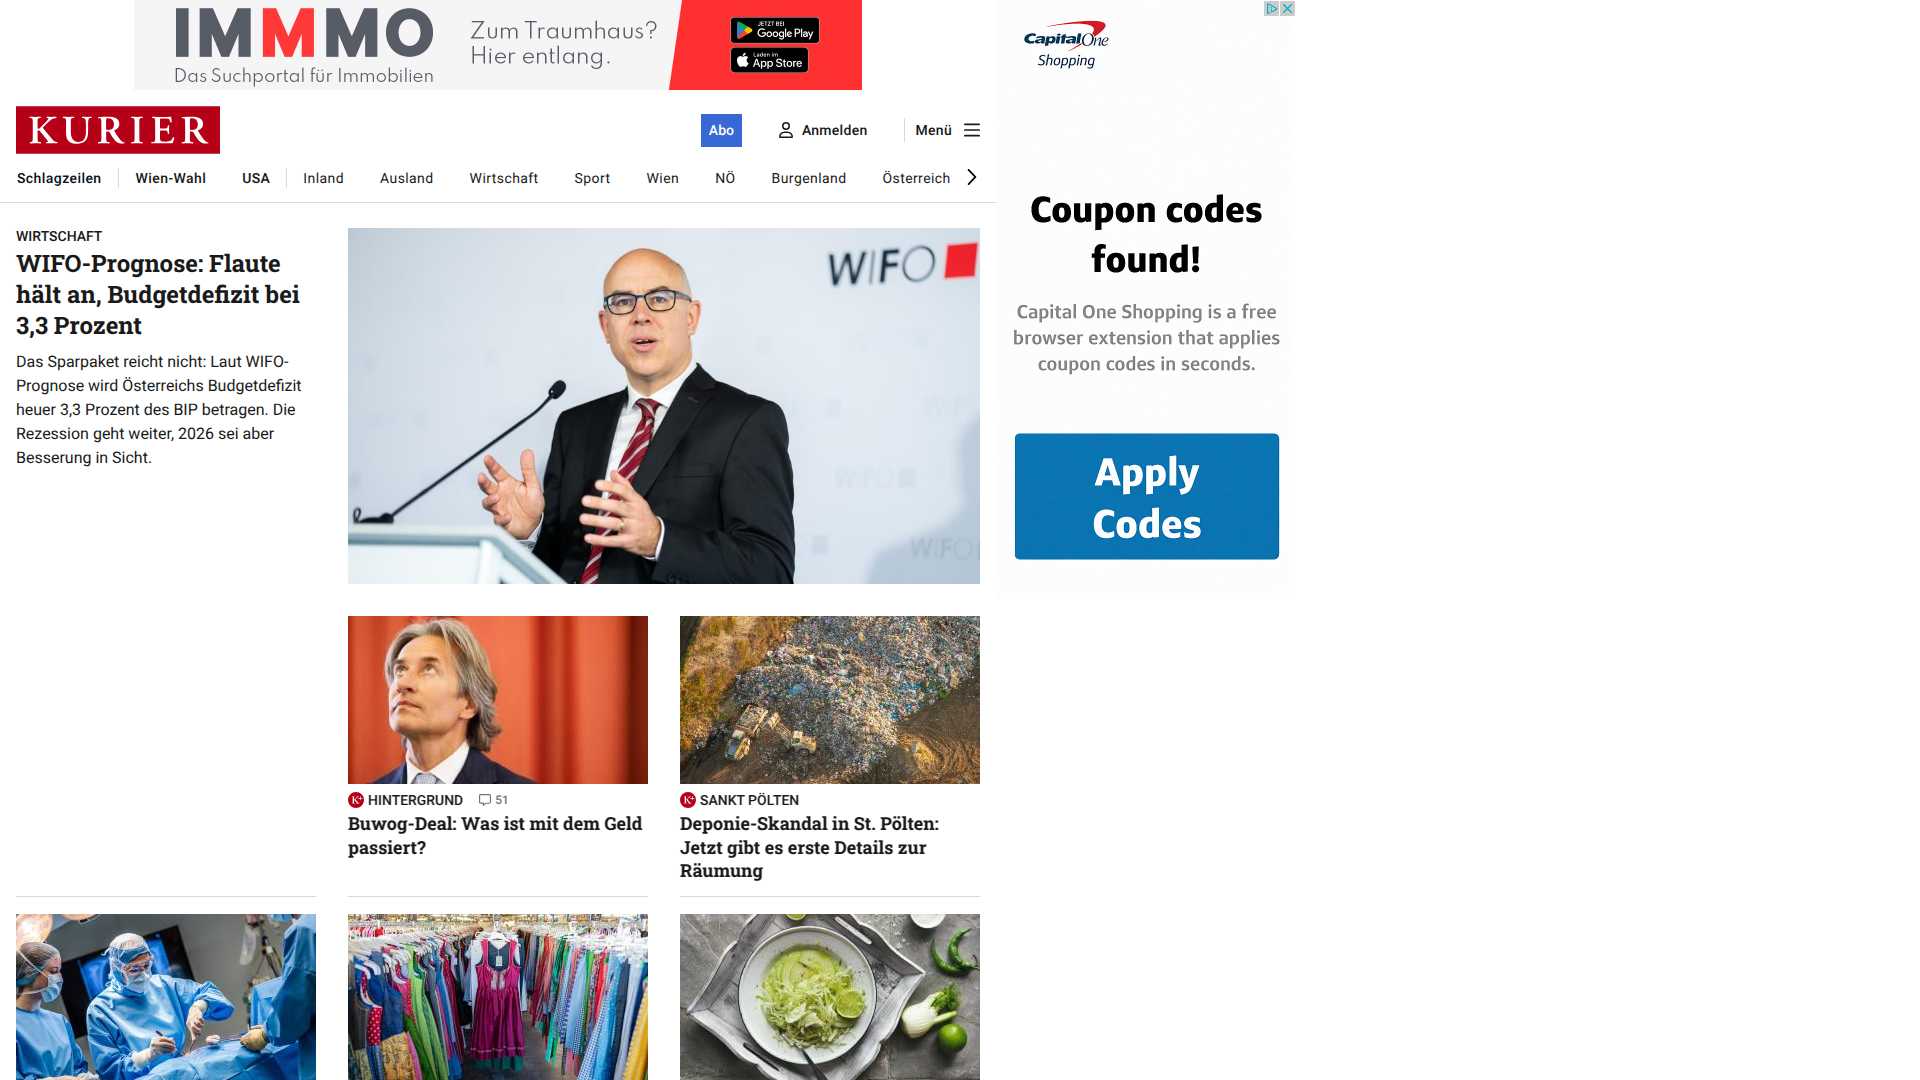 IMMMO
Das Suchportal für Immobilien
Zum Traumhaus?
Hier entlang.
JETZT BEI
Google Play
Laden im
App Store
KURIER
Abo
Anmelden
Menü
Schlagzeilen
Wien-Wahl
USA
Inland
Ausland
Wirtschaft
Sport
Wien
NÖ
Burgenland
Österreich
WIRTSCHAFT
WIFO-Prognose: Flaute
hält an, Budgetdefizit bei
3,3 Prozent
Das Sparpaket reicht nicht: Laut WIFO-
Prognose wird Österreichs Budgetdefizit
heuer 3,3 Prozent des BIP betragen. Die
Rezession geht weiter, 2026 sei aber
Besserung in Sicht.
WIFO
WIFO
WIFO
K+ HINTERGRUND 51
Buwog-Deal: Was ist mit dem Geld
passiert?
K+ SANKT PÖLTEN
Deponie-Skandal in St. Pölten:
Jetzt gibt es erste Details zur
Räumung
Capital One
Shopping
Coupon codes
found!
Capital One Shopping is a free
browser extension that applies
coupon codes in seconds.
Apply
Codes